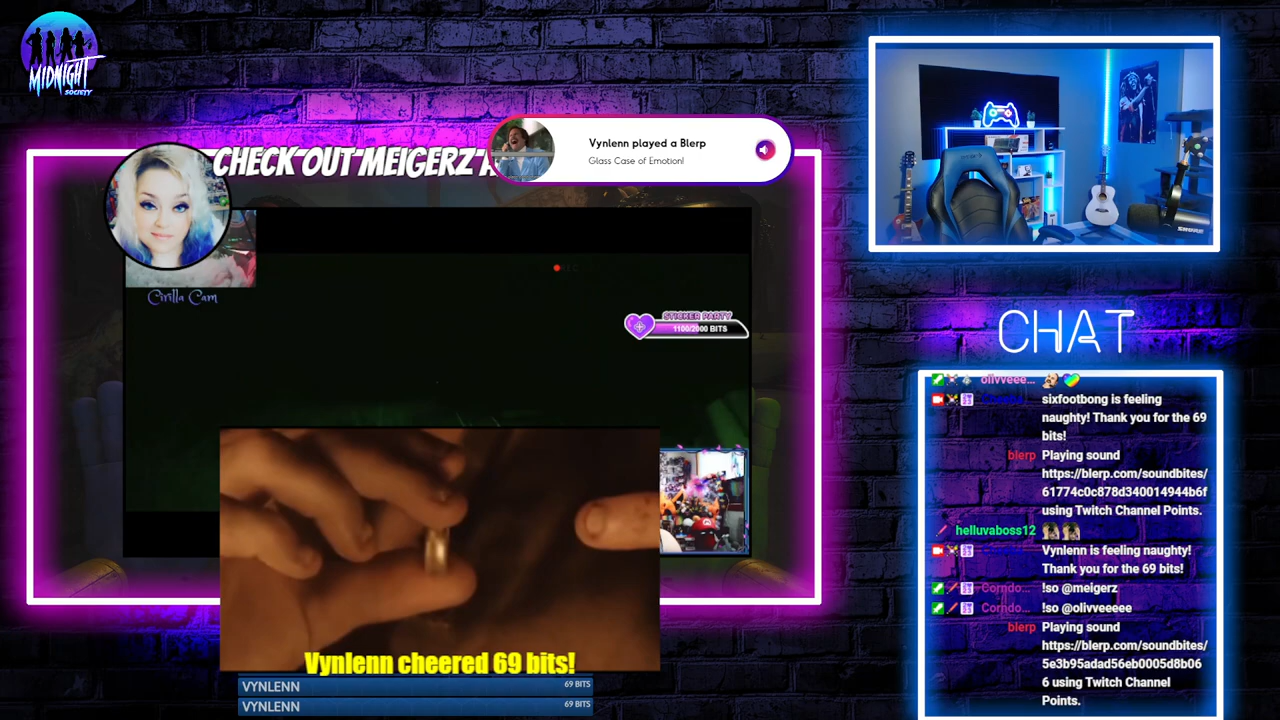 MIDNIGHT
SOCIETY
CHECK OUT MEIGERZ A
Vynlenn played a Blerp
Glass Case of Emotion!
Cirilla Cam
STICKER PARTY
1100/2000 BITS
Vynlenn cheered 69 bits!
VYNLENN 69 BITS
VYNLENN 69 BITS
SHURE
CHAT
olivveee...
sixfootbong is feeling
naughty! Thank you for the 69
bits!
blerp Playing sound
https://blerp.com/soundbites/
61774c0c878d340014944b6f
using Twitch Channel Points.
helluvaboss12
Vynlenn is feeling naughty!
Thank you for the 69 bits!
Corndo... !so @meigerz
Corndo... !so @olivveeeee
blerp Playing sound
https://blerp.com/soundbites/
5e3b95adad56eb0005d8b06
6 using Twitch Channel
Points.